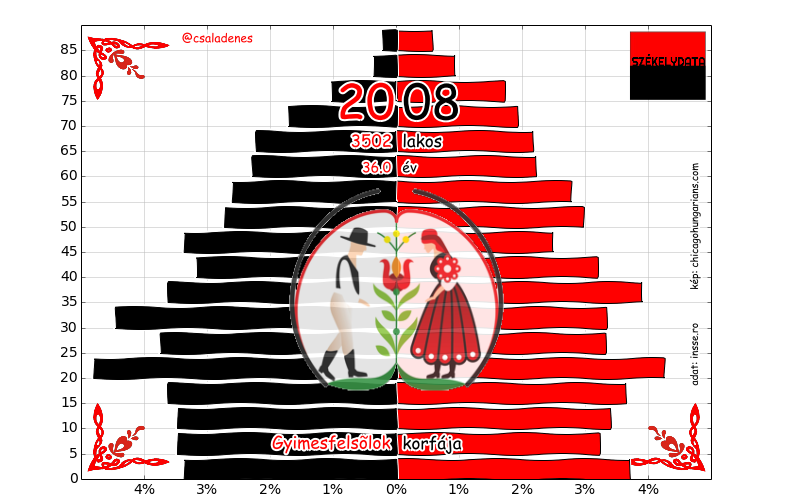 @csaladenes
SZÉKELYDATA
2008
3502 lakos
36.0 év
kép: chicagohungarians.com
adat: insse.ro
Gyimesfelsőlok korfája
85
80
75
70
65
60
55
50
45
40
35
30
25
20
15
10
5
0
4% 3% 2% 1% 0% 1% 2% 3% 4%